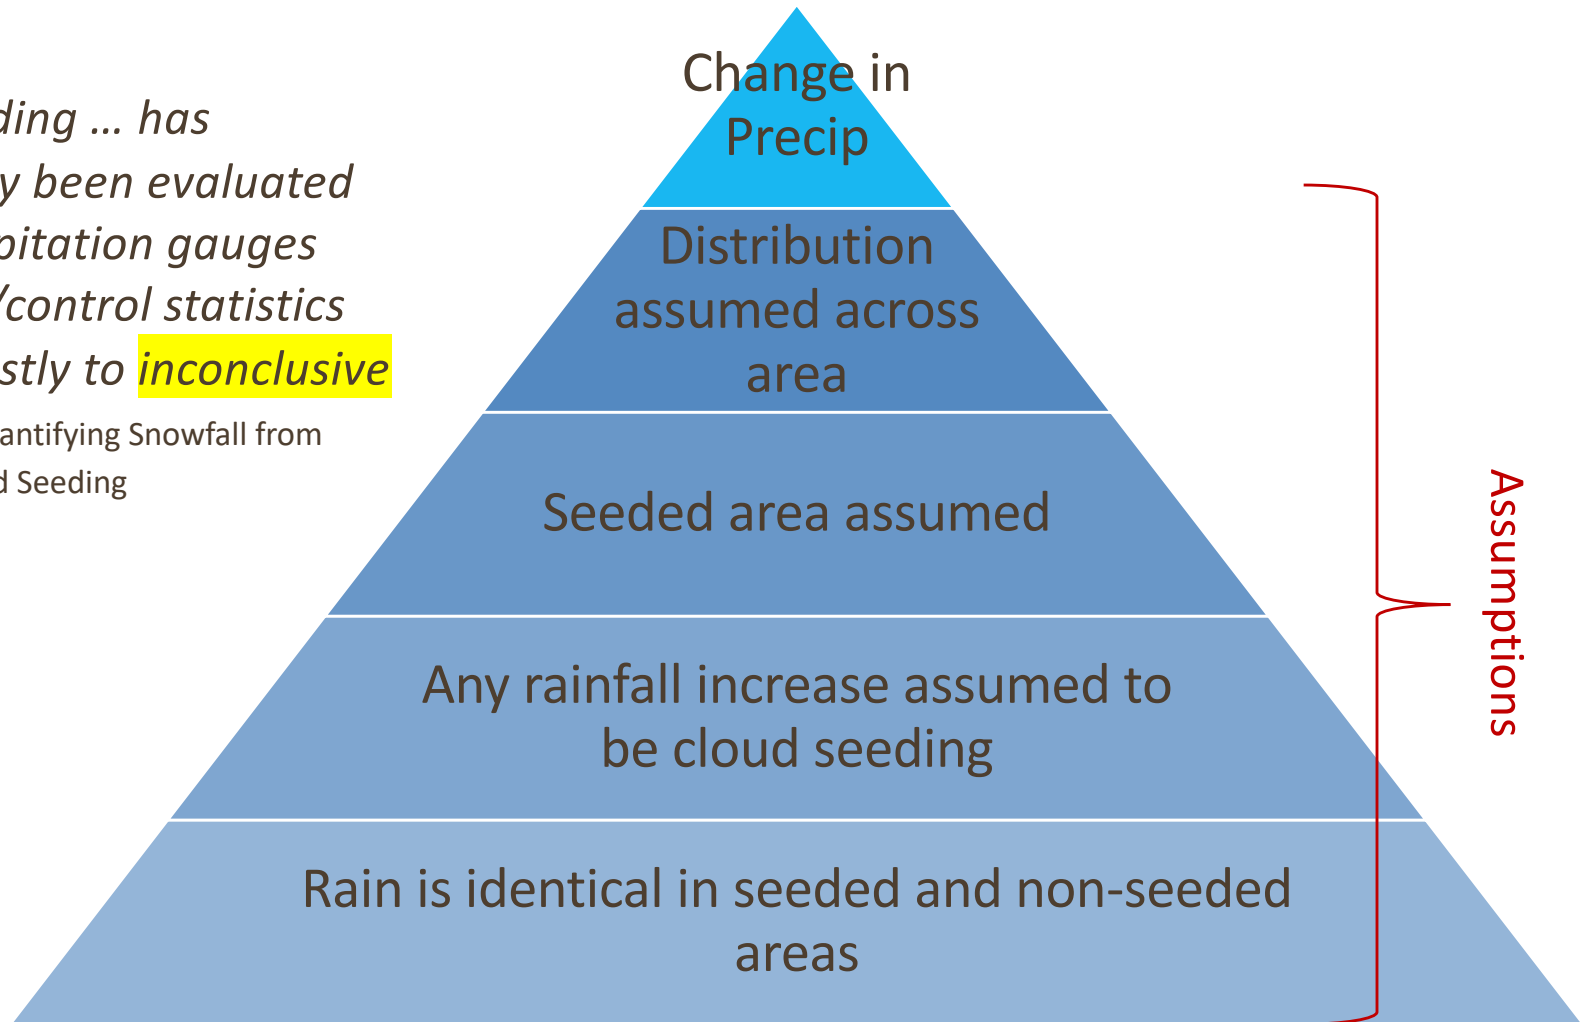 ding … has
y been evaluated
pitation gauges
/control statistics
stly to inconclusive
antifying Snowfall from
d Seeding
Change in
Precip
Distribution
assumed across
area
Seeded area assumed
Any rainfall increase assumed to
be cloud seeding
Rain is identical in seeded and non-seeded
areas
Assumptions